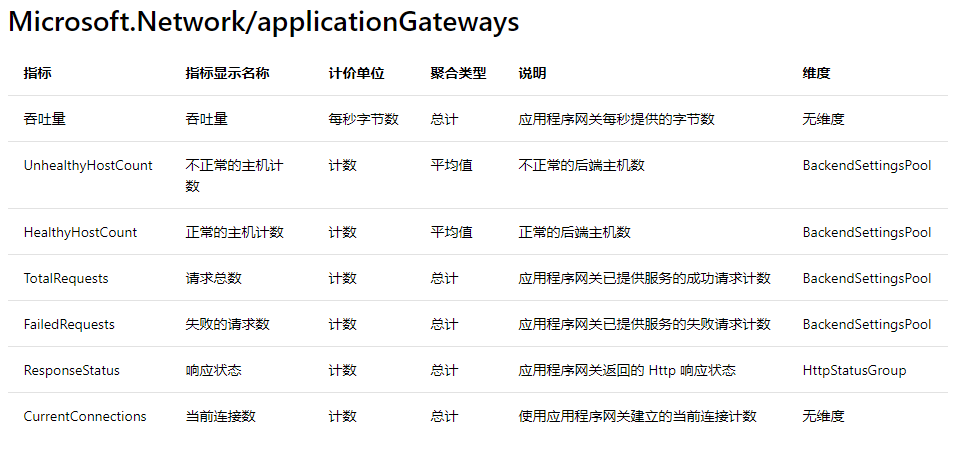 Microsoft.Network/applicationGateways
指标 指标显示名称 计价单位 聚合类型 说明 维度
吞吐量 吞吐量 每秒字节数 总计 应用程序网关每秒提供的字节数 无维度
UnhealthyHostCount 不正常的主机计 计数 平均值 不正常的后端主机数 BackendSettingsPool
数
HealthyHostCount 正常的主机计数 计数 平均值 正常的后端主机数 BackendSettingsPool
TotalRequests 请求总数 计数 总计 应用程序网关已提供服务的成功请求计数 BackendSettingsPool
FailedRequests 失败的请求数 计数 总计 应用程序网关已提供服务的失败请求计数 BackendSettingsPool
ResponseStatus 响应状态 计数 总计 应用程序网关返回的 Http 响应状态 HttpStatusGroup
CurrentConnections 当前连接数 计数 总计 使用应用程序网关建立的当前连接计数 无维度